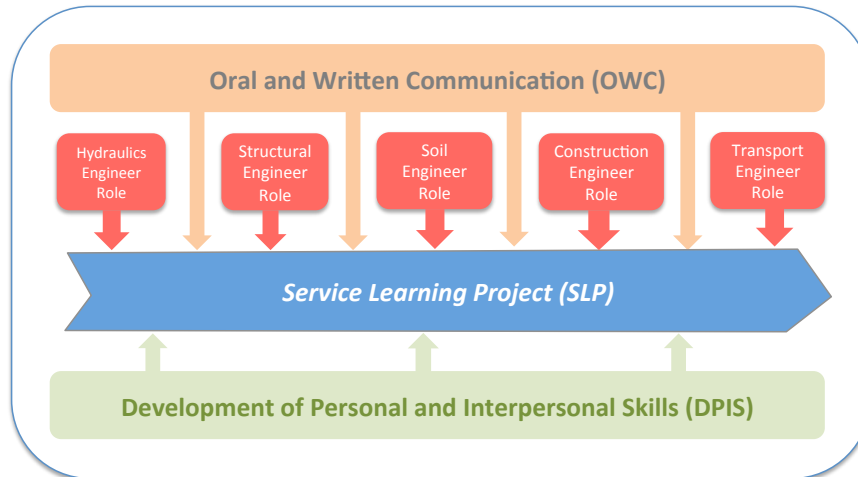 Oral and Written Communication (OWC)
Hydraulics
Engineer
Role
Structural
Engineer
Role
Soil
Engineer
Role
Construction
Engineer
Role
Transport
Engineer
Role
Service Learning Project (SLP)
Development of Personal and Interpersonal Skills (DPIS)